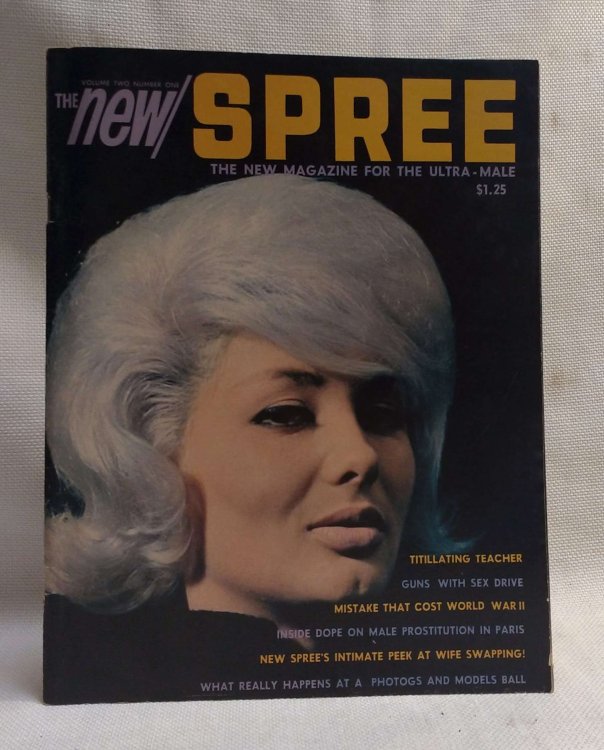 VOLUME TWO NUMBER ONE
THE new/ SPREE
THE NEW MAGAZINE FOR THE ULTRA-MALE
$1.25
TITILLATING TEACHER
GUNS WITH SEX DRIVE
MISTAKE THAT COST WORLD WAR II
INSIDE DOPE ON MALE PROSTITUTION IN PARIS
NEW SPREE'S INTIMATE PEEK AT WIFE SWAPPING!
WHAT REALLY HAPPENS AT A PHOTOGS AND MODELS BALL